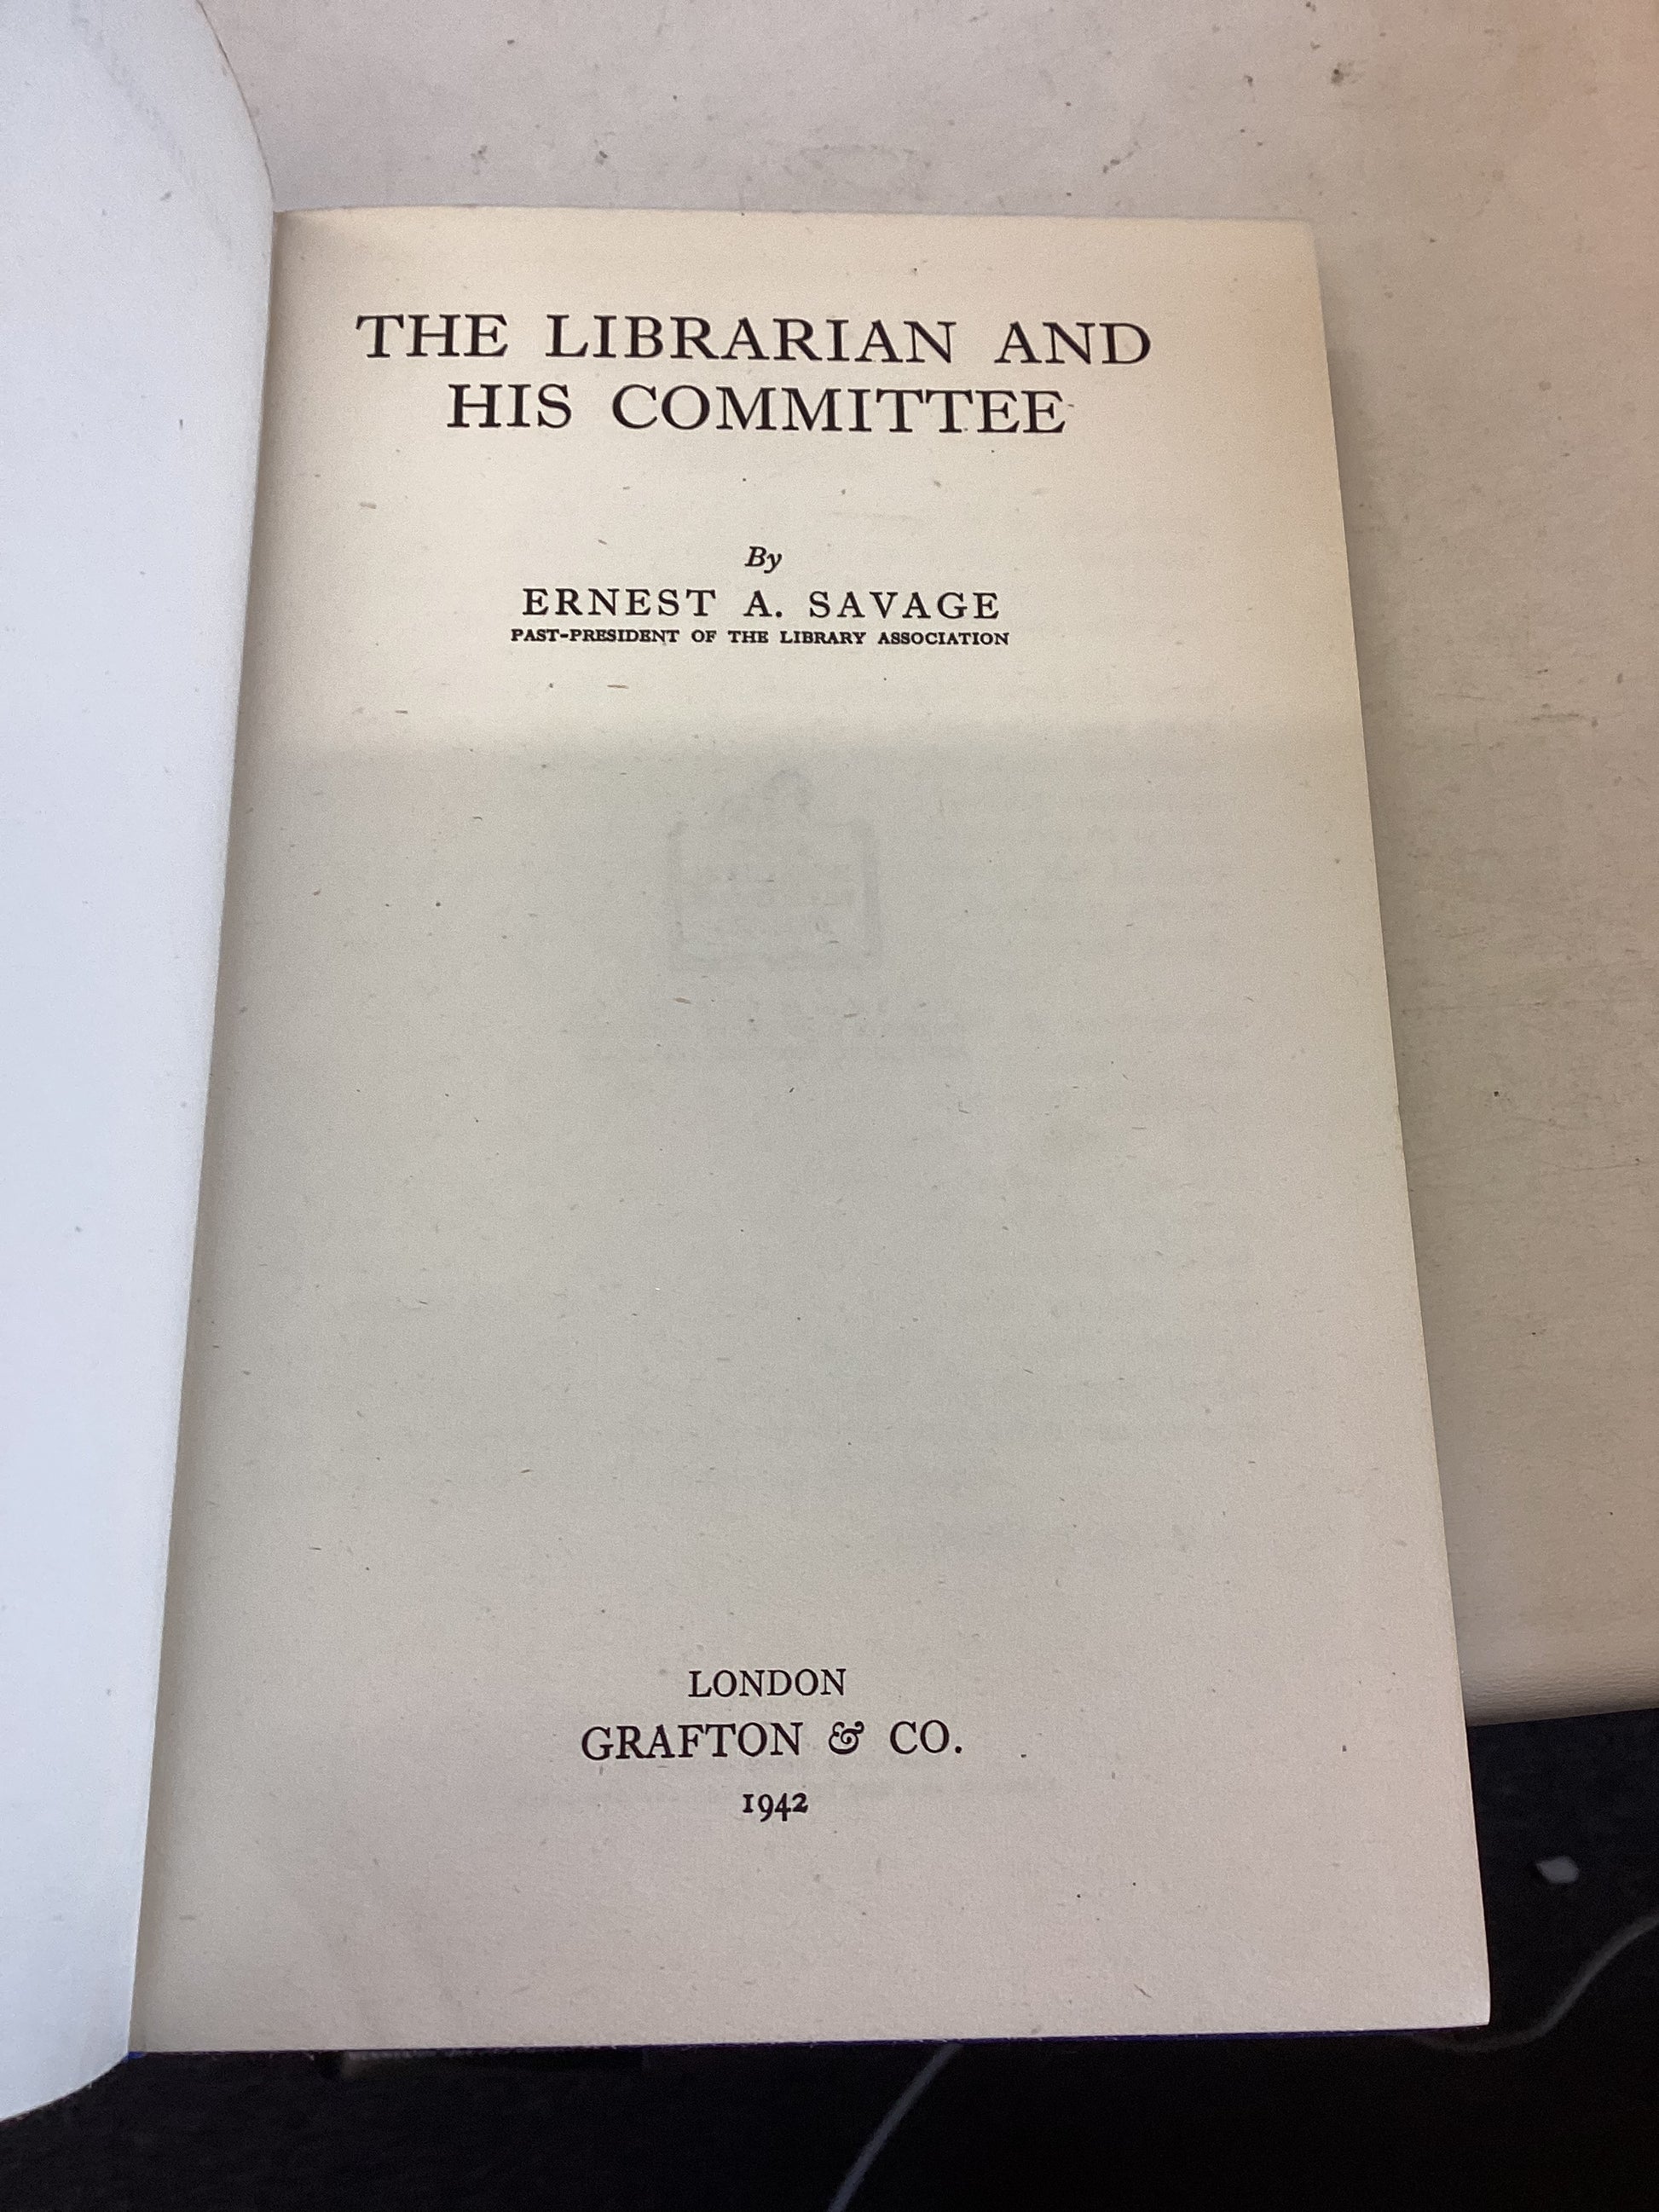 THE LIBRARIAN AND
HIS COMMITTEE
By
ERNEST A. SAVAGE
PAST-PRESIDENT OF THE LIBRARY ASSOCIATION
LONDON
GRAFTON & CO.
1942